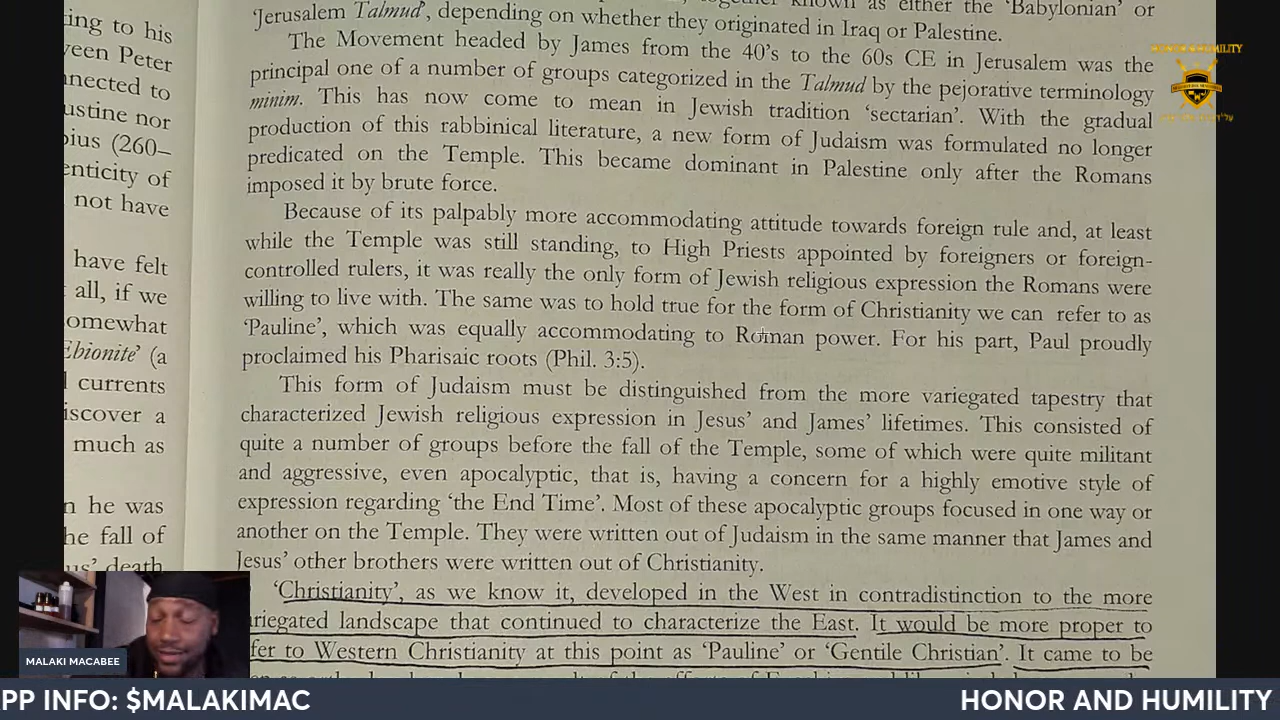 ing to his
ween Peter
nnected to
ustine nor
bius (260–
enticity of
not have
have felt
all, if we
omewhat
Ebionite’ (a
l currents
iscover a
much as
n he was
he fall of
us’ death
known as either the ‘Babylonian’ or
‘Jerusalem Talmud’, depending on whether they originated in Iraq or Palestine.
The Movement headed by James from the 40’s to the 60s CE in Jerusalem was the
principal one of a number of groups categorized in the Talmud by the pejorative terminology
minim. This has now come to mean in Jewish tradition ‘sectarian’. With the gradual
production of this rabbinical literature, a new form of Judaism was formulated no longer
predicated on the Temple. This became dominant in Palestine only after the Romans
imposed it by brute force.
Because of its palpably more accommodating attitude towards foreign rule and, at least
while the Temple was still standing, to High Priests appointed by foreigners or foreign-
controlled rulers, it was really the only form of Jewish religious expression the Romans were
willing to live with. The same was to hold true for the form of Christianity we can refer to as
‘Pauline’, which was equally accommodating to Roman power. For his part, Paul proudly
proclaimed his Pharisaic roots (Phil. 3:5).
This form of Judaism must be distinguished from the more variegated tapestry that
characterized Jewish religious expression in Jesus’ and James’ lifetimes. This consisted of
quite a number of groups before the fall of the Temple, some of which were quite militant
and aggressive, even apocalyptic, that is, having a concern for a highly emotive style of
expression regarding ‘the End Time’. Most of these apocalyptic groups focused in one way or
another on the Temple. They were written out of Judaism in the same manner that James and
Jesus’ other brothers were written out of Christianity.
‘Christianity’, as we know it, developed in the West in contradistinction to the more
riegated landscape that continued to characterize the East. It would be more proper to
fer to Western Christianity at this point as ‘Pauline’ or ‘Gentile Christian’. It came to be
HONOR & HUMILITY
MALAKI MACABEE
PP INFO: $MALAKIMAC
HONOR AND HUMILITY